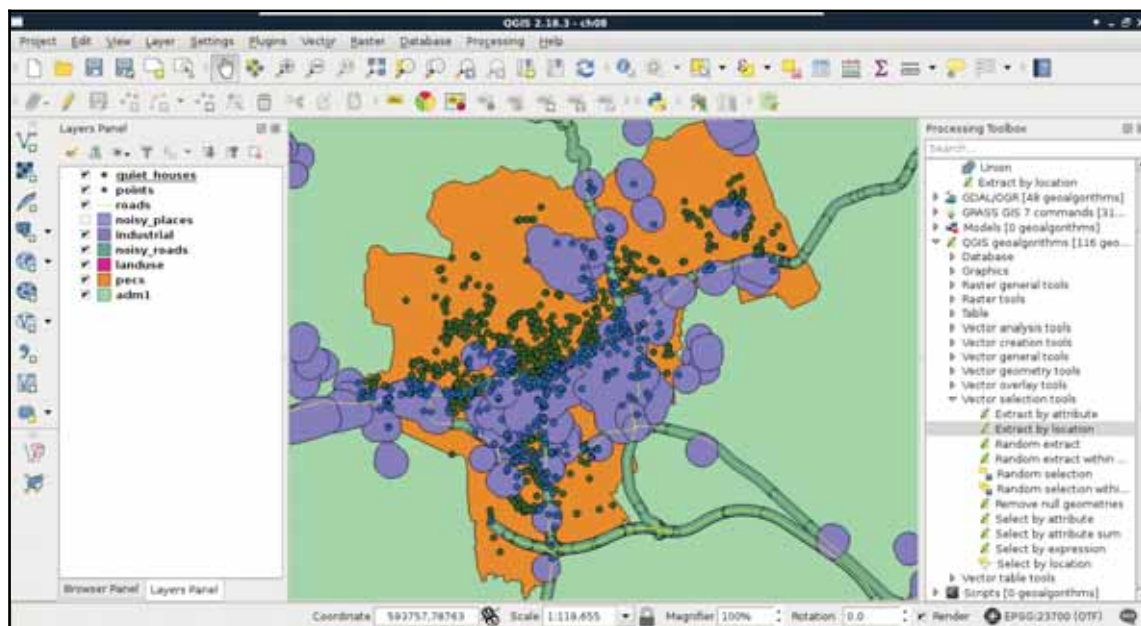 QGIS 2.18.3 - ch08
Project Edit View Layer Settings Plugins Vector Raster Database Processing Help
Layers Panel
quiet_houses
points
roads
noisy_places
industrial
noisy_roads
landuse
pecs
adm1
Browser Panel Layers Panel
Processing Toolbox
Search...
Union
Extract by location
GDAL/OGR [48 geoalgorithms]
GRASS GIS 7 commands [31...
Models [0 geoalgorithms]
QGIS geoalgorithms [116 geo...
Database
Graphics
Raster general tools
Raster tools
Table
Vector analysis tools
Vector creation tools
Vector general tools
Vector geometry tools
Vector overlay tools
Vector selection tools
Extract by attribute
Extract by location
Random extract
Random extract within ...
Random selection
Random selection withi...
Remove null geometries
Select by attribute
Select by attribute sum
Select by expression
Select by location
Vector table tools
Scripts [0 geoalgorithms]
Coordinate 593757,78763 Scale 1:118,655 Magnifier 100% Rotation 0.0 Render EPSG:23700 (OTF)